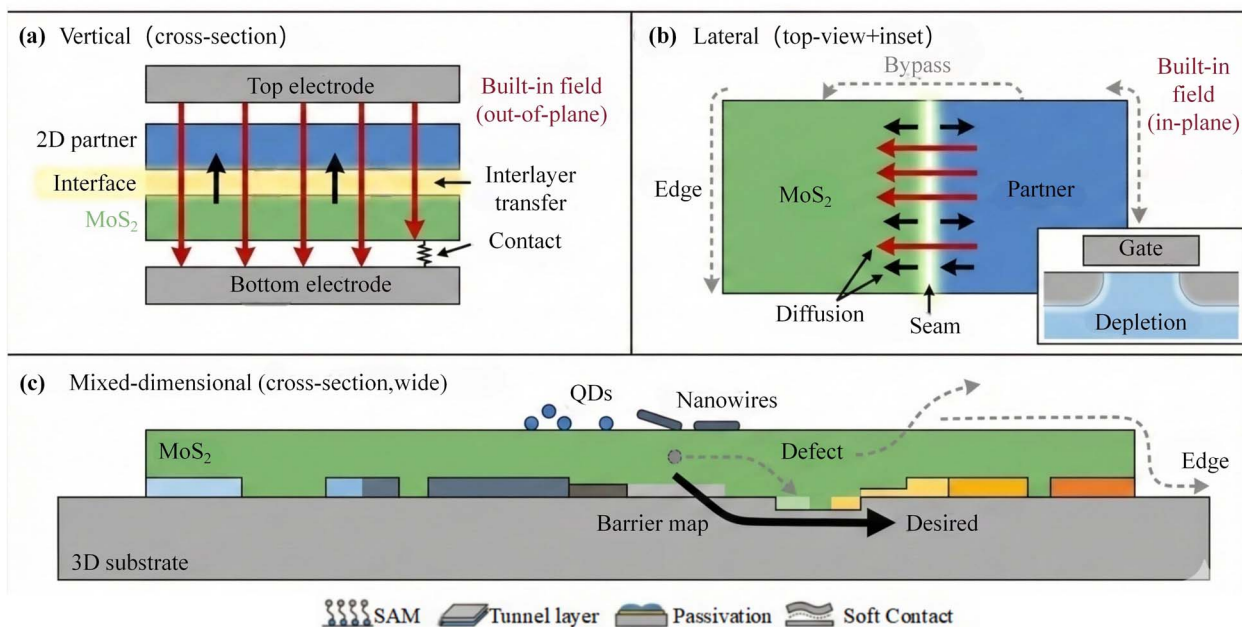 (a) Vertical (cross-section)
Top electrode
Built-in field
(out-of-plane)
2D partner
Interface
Interlayer
transfer
MoS₂
Contact
Bottom electrode
(b) Lateral (top-view+inset)
Bypass
Built-in
field
(in-plane)
Edge
MoS₂
Partner
Gate
Diffusion
Seam
Depletion
(c) Mixed-dimensional (cross-section,wide)
QDs
Nanowires
MoS₂
Defect
Edge
Barrier map
Desired
3D substrate
SAM
Tunnel layer
Passivation
Soft Contact